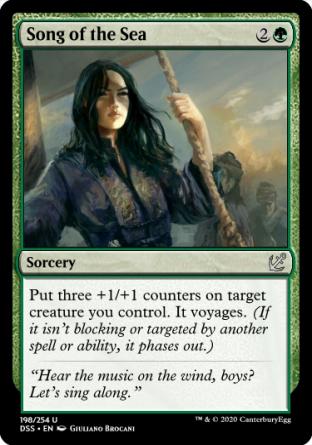 Song of the Sea 2
Sorcery
Put three +1/+1 counters on target
creature you control. It voyages. (If
it isn't blocking or targeted by another
spell or ability, it phases out.)
“Hear the music on the wind, boys?
Let's sing along.”
198/254 U
DSS • EN GIULIANO BROCANI
™ & © 2020 CanterburyEgg